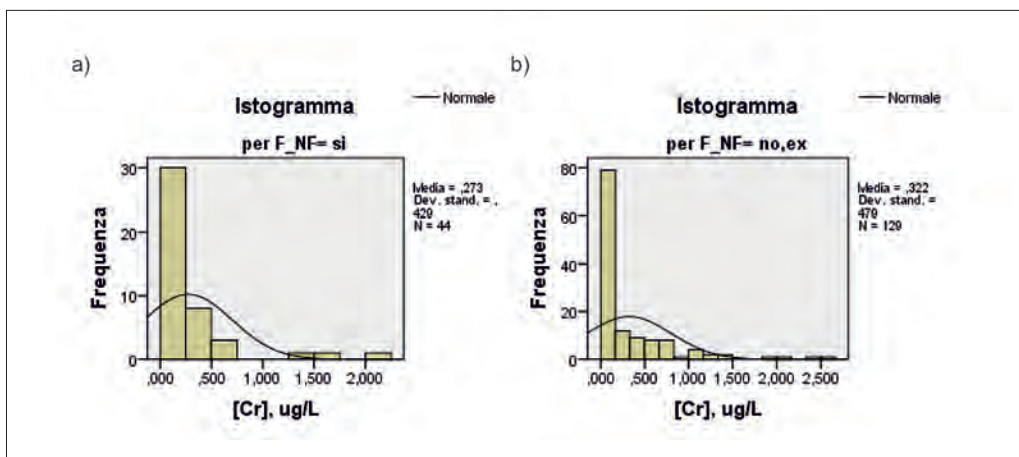 a)
Istogramma
Normale
per F_NF= si
Frequenza
30
20
10
0
,000
,500
1,000
1,500
2,000
[Cr], ug/L
Media = ,273
Dev. stand. = ,
429
N = 44
b)
Istogramma
Normale
per F_NF= no,ex
Frequenza
80
60
40
20
0
,000
,500
1,000
1,500
2,000
2,500
[Cr], ug/L
Media = ,322
Dev. stand. = ,
479
N = 129